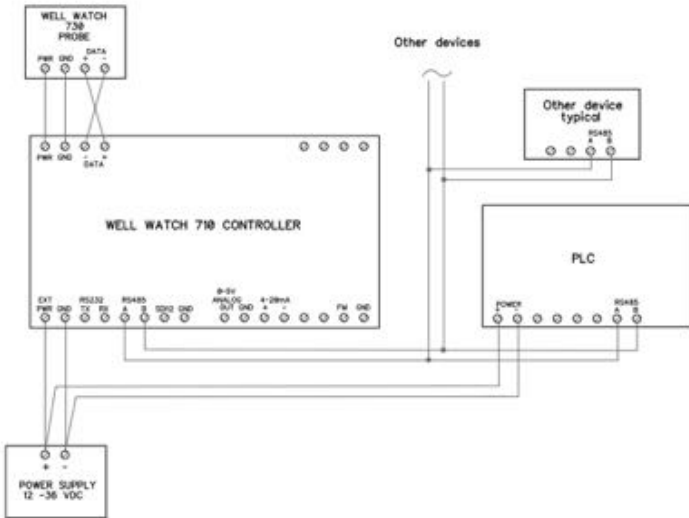 WELL WATCH
730
PROBE
DATA
PWR GND + -
Other devices
Other device
typical
RS485
A B
PWR GND - +
DATA
WELL WATCH 710 CONTROLLER
PLC
EXT
PWR GND
RS232
TX RX
RS485
A B
SDI2 GND
0-5V
ANALOG
OUT GND
4-20mA
+ -
FM GND
POWER
+ -
RS485
A B
+ -
POWER SUPPLY
12 -36 VDC